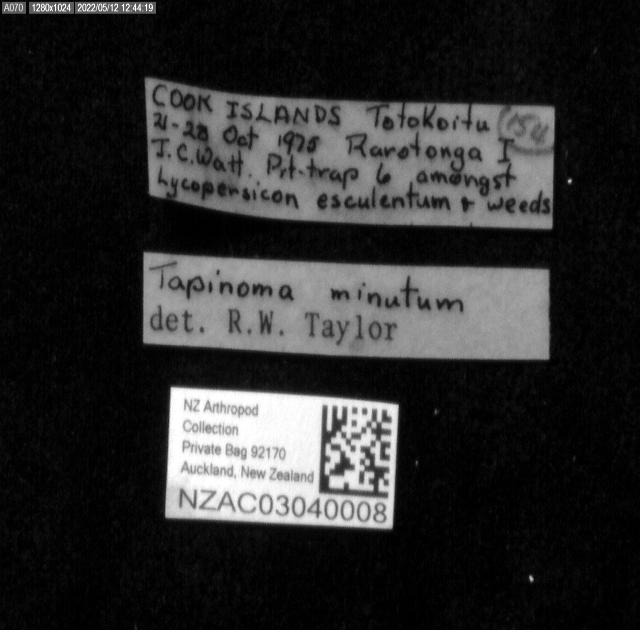 A070 1280x1024 2022/05/12 12:44:19
COOK ISLANDS Totokoitu
21-28 Oct 1975 Rarotonga I
J.C.Watt. Pit-trap 6 amongst
Lycopersicon esculentum & weeds
Tapinoma minutum
det. R.W. Taylor
NZ Arthropod
Collection
Private Bag 92170
Auckland, New Zealand
NZAC03040008